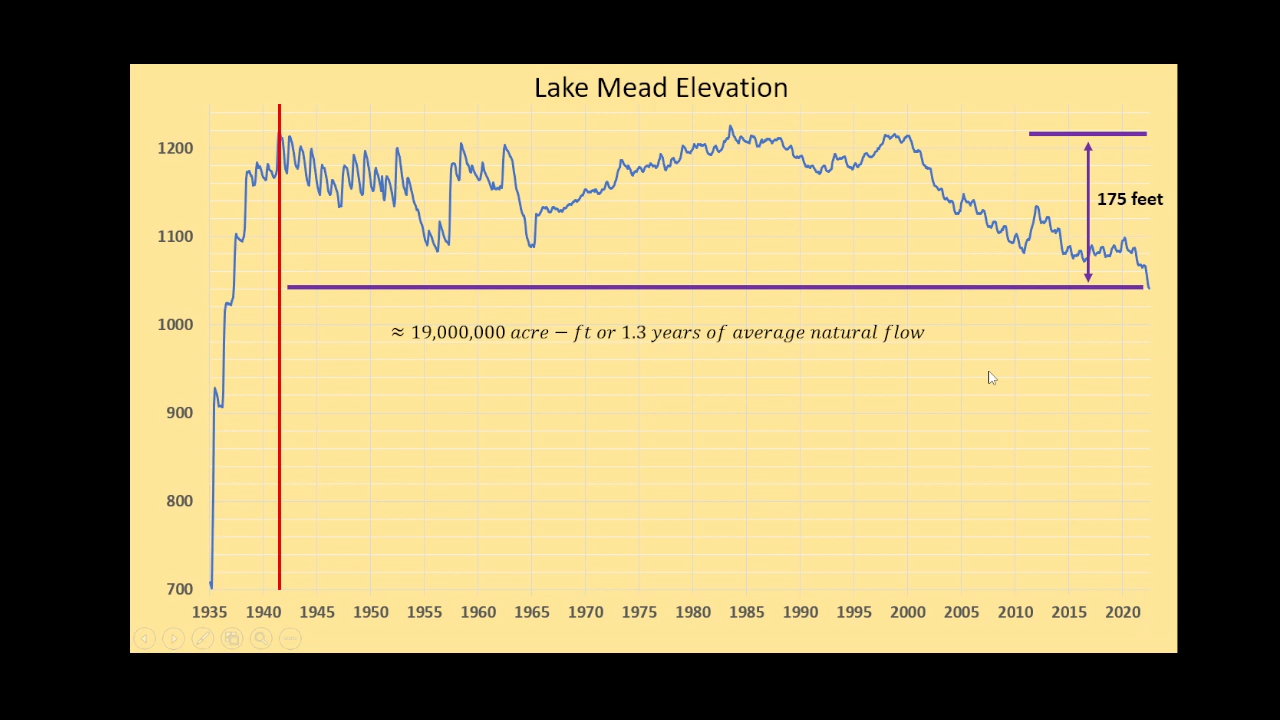 Lake Mead Elevation
1200
1100
1000
900
800
700
175 feet
≈ 19,000,000 acre − ft or 1.3 years of average natural flow
1935 1940 1945 1950 1955 1960 1965 1970 1975 1980 1985 1990 1995 2000 2005 2010 2015 2020